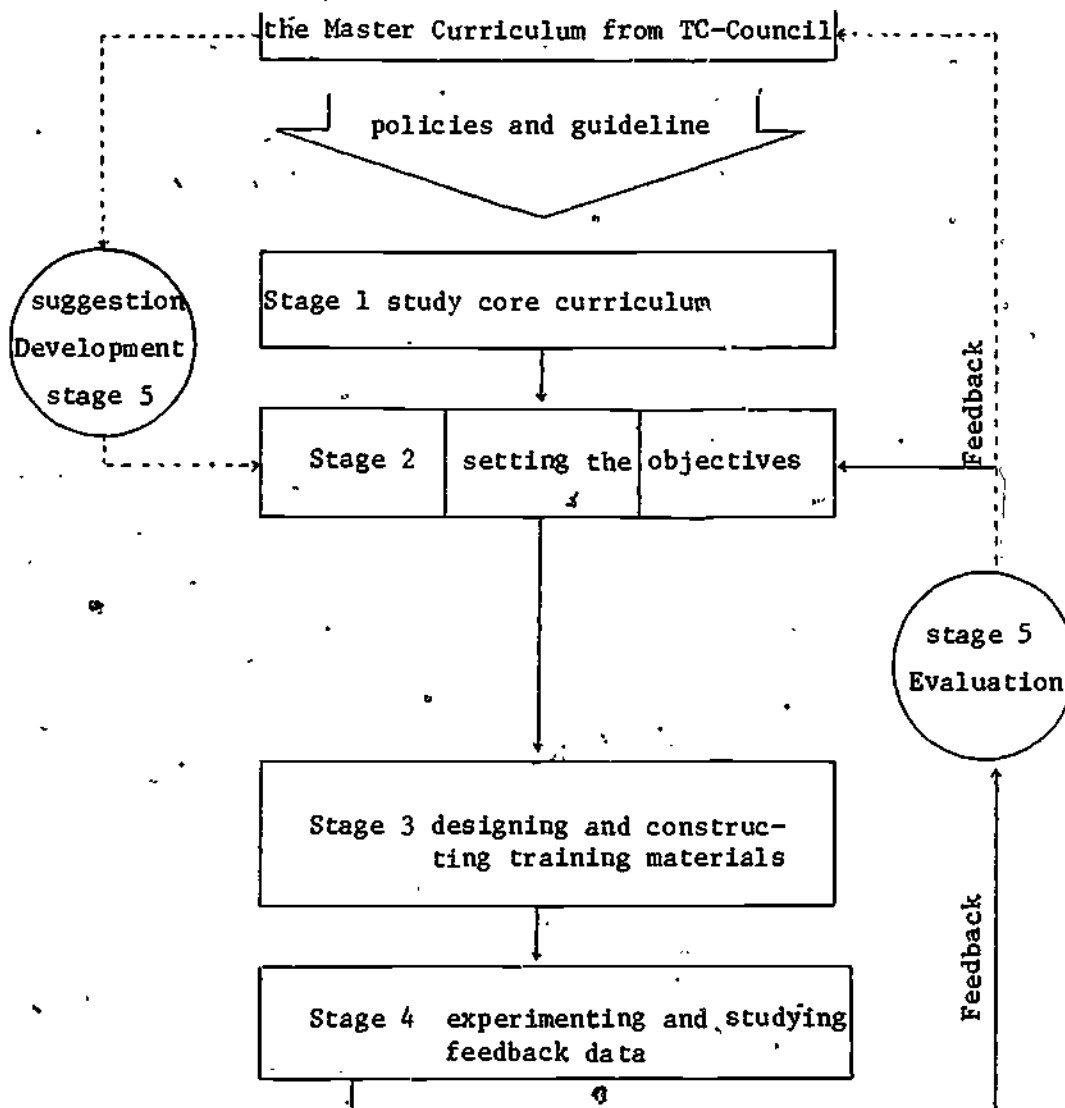 the Master Curriculum from TC-Council
policies and guideline
suggestion
Development
stage 5
Stage 1 study core curriculum
Stage 2 setting the objectives
Feedback
stage 5
Evaluation
Stage 3 designing and construc-
ting training materials
Feedback
Stage 4 experimenting and studying
feedback data